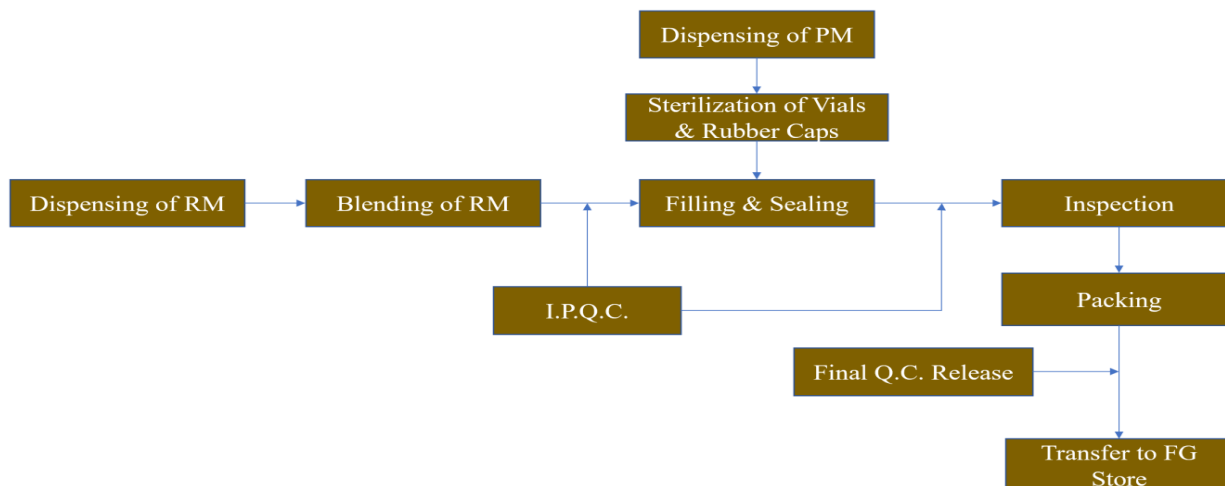 Dispensing of PM
Sterilization of Vials
& Rubber Caps
Dispensing of RM
Blending of RM
Filling & Sealing
Inspection
I.P.Q.C.
Packing
Final Q.C. Release
Transfer to FG
Store